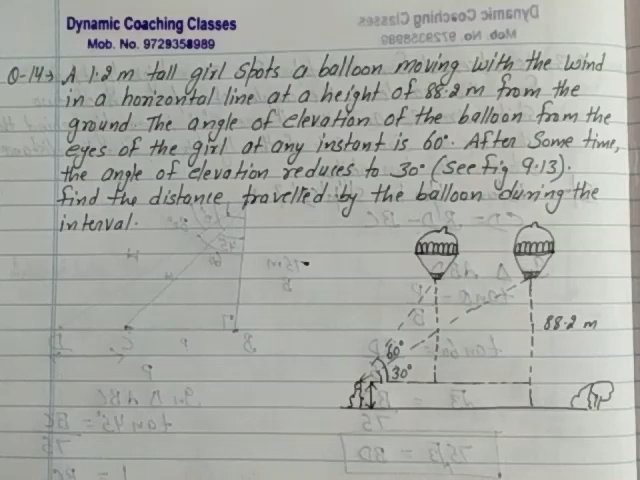 Dynamic Coaching Classes
Mob. No. 9729358989
Q-14→ A 1.2 m tall girl spots a balloon moving with the wind
in a horizontal line at a height of 88.2 m from the
ground. The angle of elevation of the balloon from the
eyes of the girl at any instant is 60°. After some time,
the angle of elevation reduces to 30° (see fig 9.13).
find the distance travelled by the balloon during the
interval.
88.2 m
60°
30°